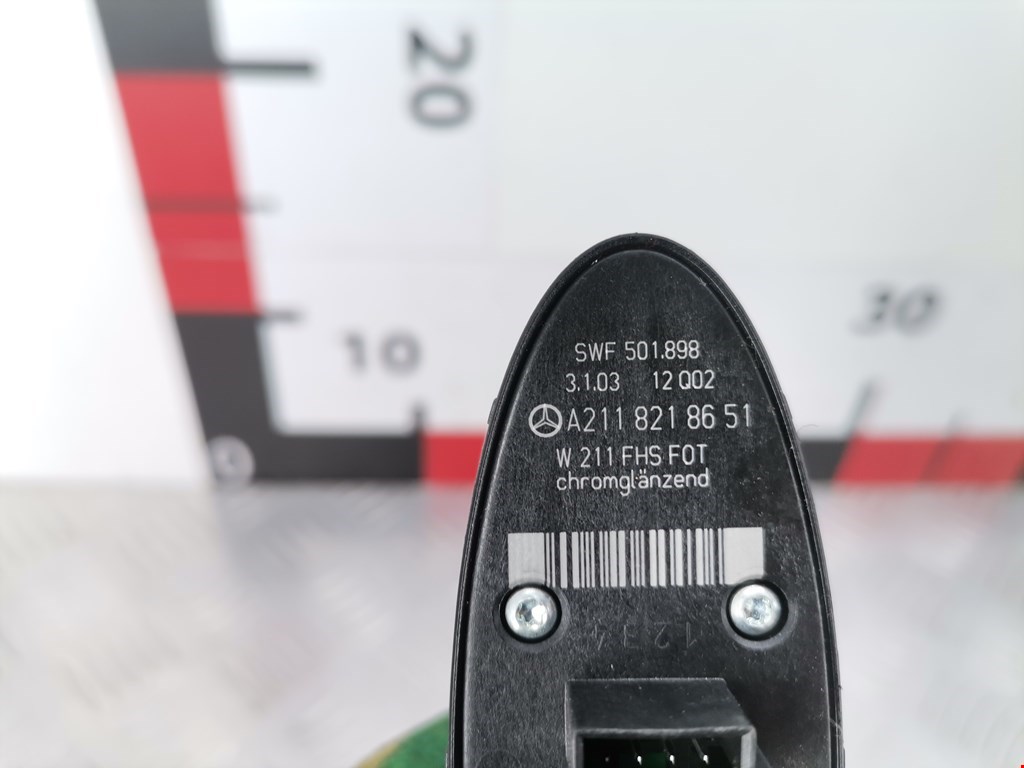 20
10
30
0
SWF 501.898
3.1.03 12 Q02
A211 821 86 51
W 211 FHS FOT
chromglänzend
1 2 3 4